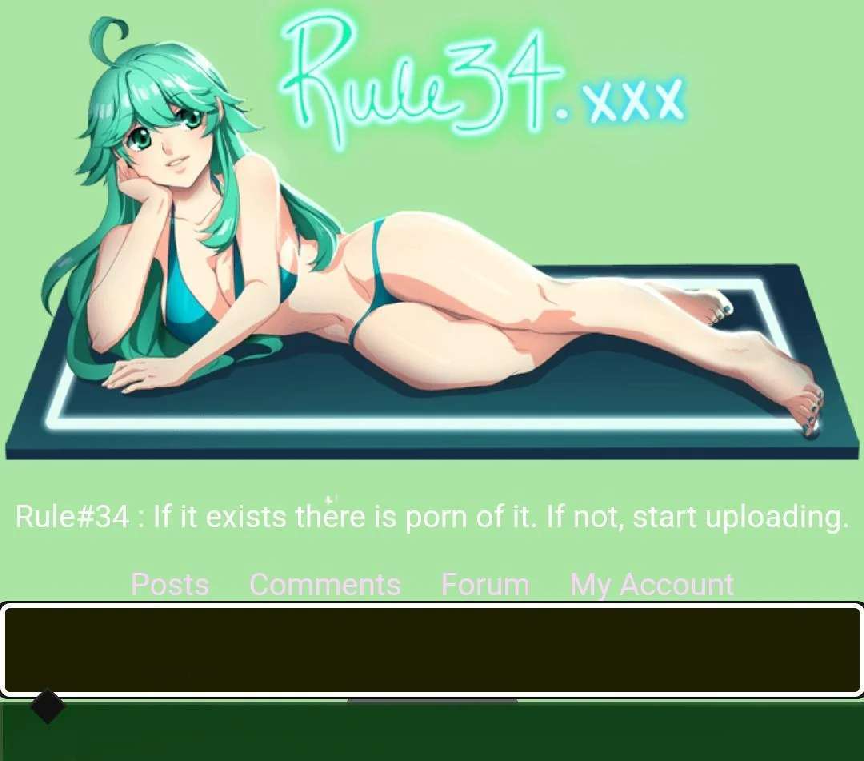 Rule34.xxx
Rule#34 : If it exists there is porn of it. If not, start uploading.
Posts Comments Forum My Account